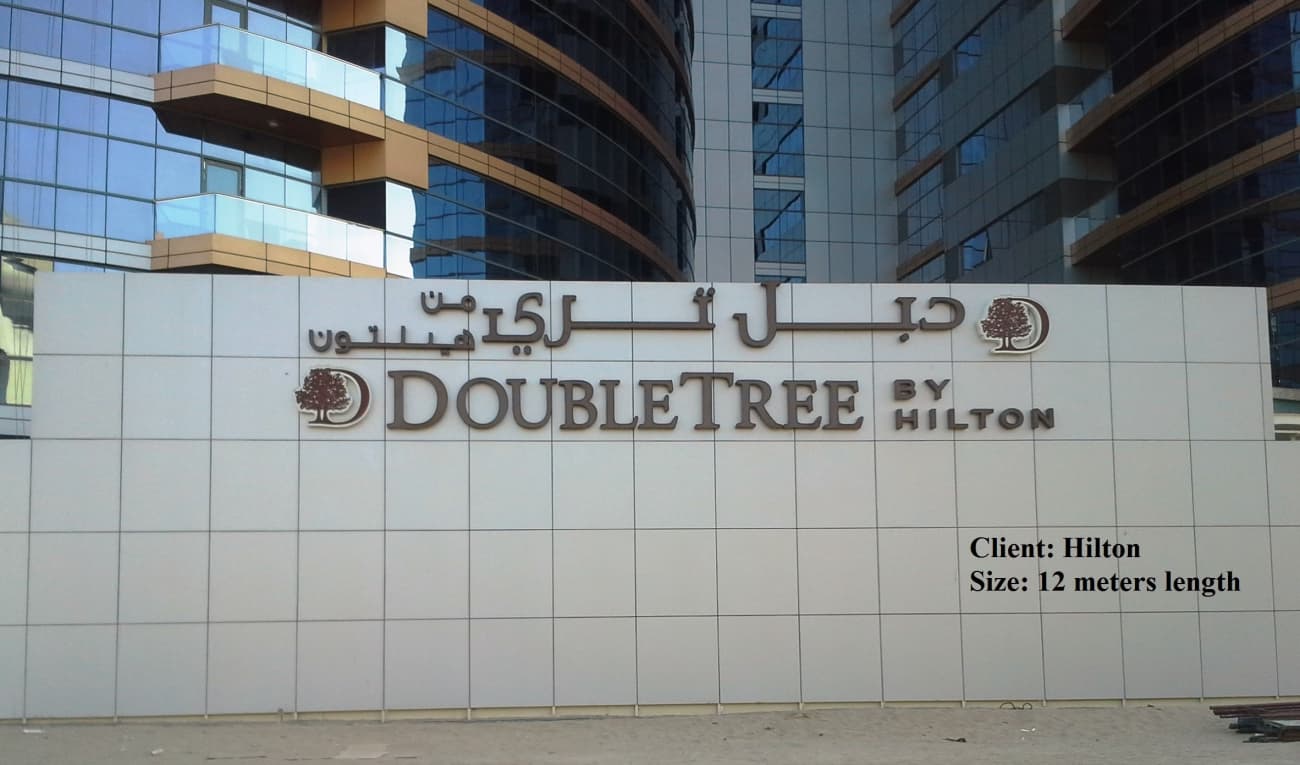 دبل تري من
هيلتون
DOUBLETREE BY
HILTON
Client: Hilton
Size: 12 meters length